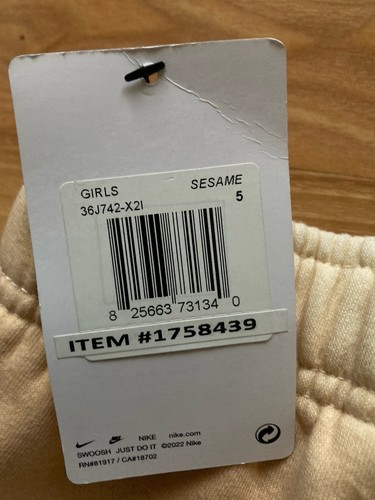 GIRLS SESAME
36J742-X2I 5
8 25663 73134 0
ITEM #1758439
NIKE nike.com
SWOOSH JUST DO IT ©2022 Nike
RN#81917 / CA#18702